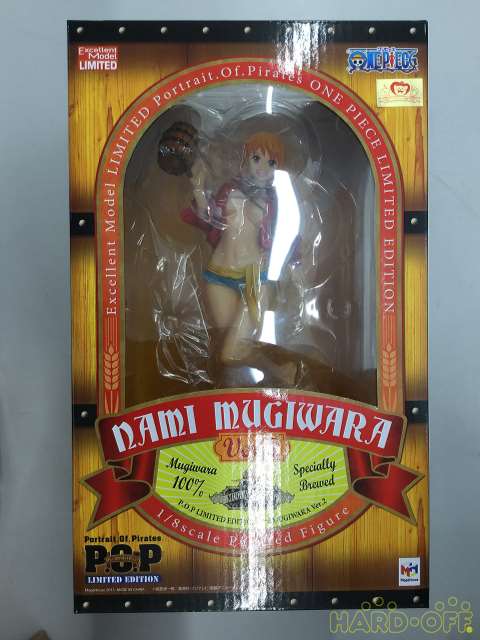 Excellent
Model
LIMITED
ONE PIECE
Excellent Model LIMITED Portrait.Of.Pirates ONE PIECE LIMITED EDITION
NAMI MUGIWARA
Mugiwara
100%
Specially
Brewed
1/8scale Painted Figure
Portrait.Of.Pirates
P.O.P
LIMITED EDITION
MegaHouse
HARD-OFF